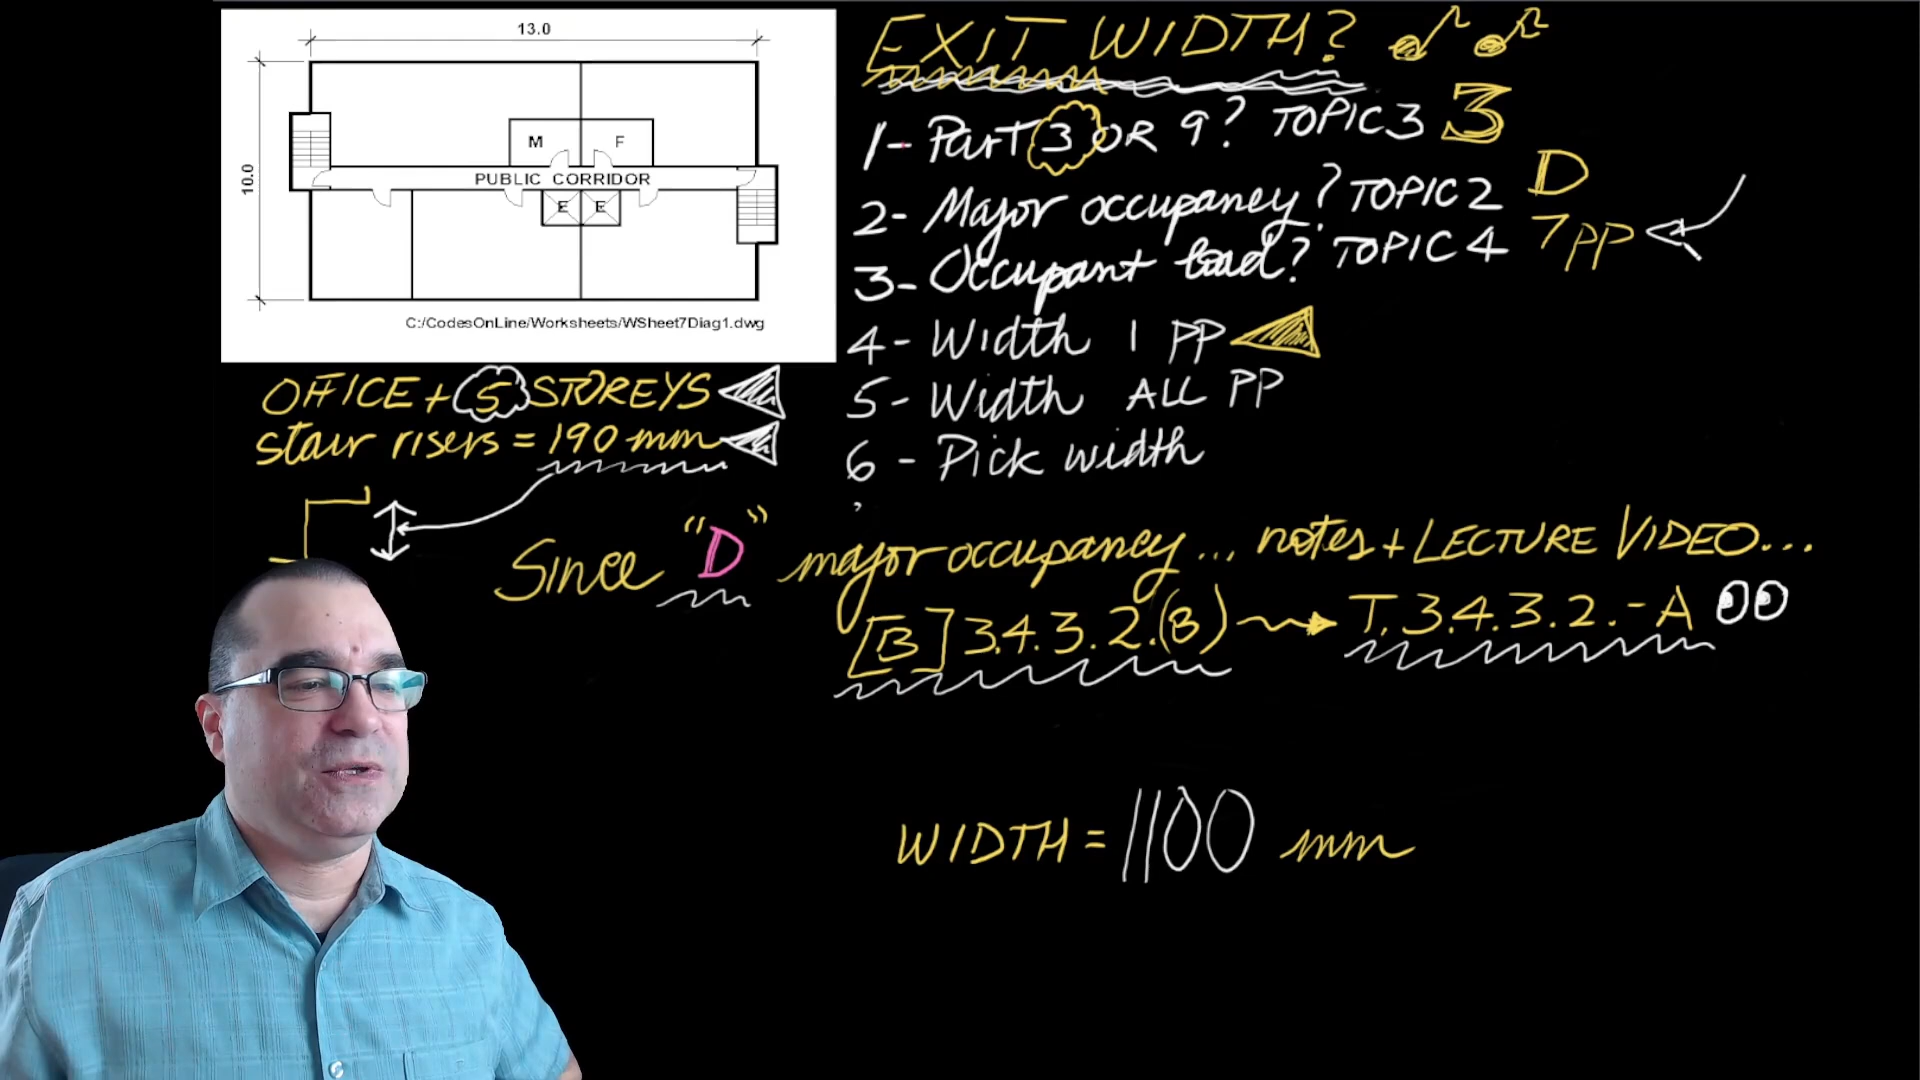 13.0
10.0
M
F
PUBLIC CORRIDOR
E
E
C:/CodesOnLine/Worksheets/WSheet7Diag1.dwg
OFFICE + 5 STOREYS
stair risers = 190 mm
EXIT WIDTH?
1- Part 3 OR 9? TOPIC 3 3
2- Major occupancy? TOPIC 2 D
3- Occupant load? TOPIC 4 7 PP
4- Width 1 PP
5- Width ALL PP
6- Pick width
Since "D" major occupancy... notes + LECTURE VIDEO...
[B] 3.4.3.2.(8) → T. 3.4.3.2.-A
WIDTH = 1100 mm